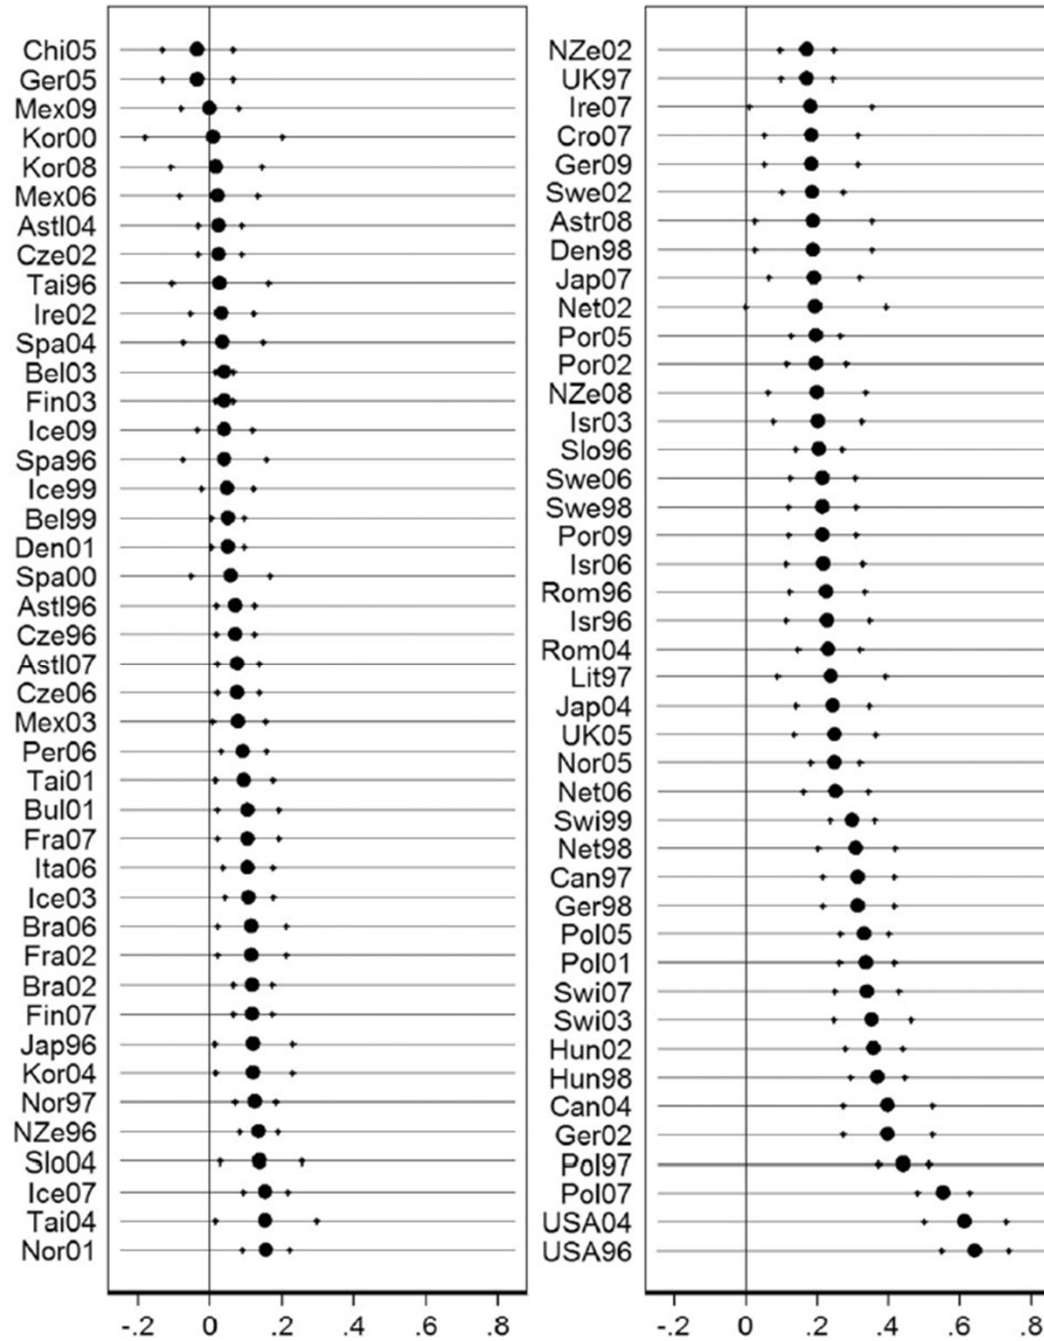 Chi05
Ger05
Mex09
Kor00
Kor08
Mex06
Astl04
Cze02
Tai96
Ire02
Spa04
Bel03
Fin03
Ice09
Spa96
Ice99
Bel99
Den01
Spa00
Astl96
Cze96
Astl07
Cze06
Mex03
Per06
Tai01
Bul01
Fra07
Ita06
Ice03
Bra06
Fra02
Bra02
Fin07
Jap96
Kor04
Nor97
NZe96
Slo04
Ice07
Tai04
Nor01
-.2 0 .2 .4 .6 .8
NZe02
UK97
Ire07
Cro07
Ger09
Swe02
Astr08
Den98
Jap07
Net02
Por05
Por02
NZe08
Isr03
Slo96
Swe06
Swe98
Por09
Isr06
Rom96
Isr96
Rom04
Lit97
Jap04
UK05
Nor05
Net06
Swi99
Net98
Can97
Ger98
Pol05
Pol01
Swi07
Swi03
Hun02
Hun98
Can04
Ger02
Pol97
Pol07
USA04
USA96
-.2 0 .2 .4 .6 .8